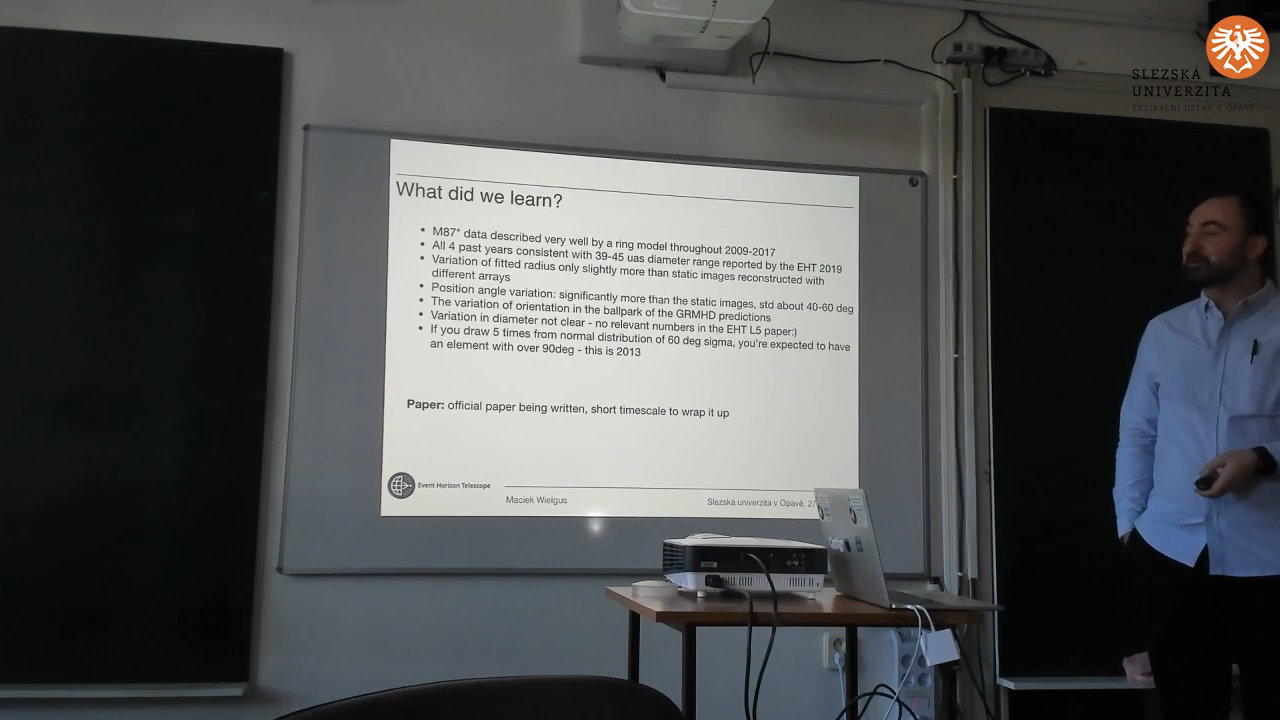 SLEZSKÁ
UNIVERZITA
FYZIKÁLNÍ ÚSTAV V OPAVĚ
What did we learn?
• M87* data described very well by a ring model throughout 2009-2017
• All 4 past years consistent with 39-45 uas diameter range reported by the EHT 2019
• Variation of fitted radius only slightly more than static images reconstructed with
different arrays
• Position angle variation: significantly more than the static images, std about 40-60 deg
• The variation of orientation in the ballpark of the GRMHD predictions
• Variation in diameter not clear - no relevant numbers in the EHT L5 paper:)
• If you draw 5 times from normal distribution of 60 deg sigma, you're expected to have
an element with over 90deg - this is 2013
Paper: official paper being written, short timescale to wrap it up
Event Horizon Telescope
Maciek Wielgus
Slezská univerzita v Opavě, 27